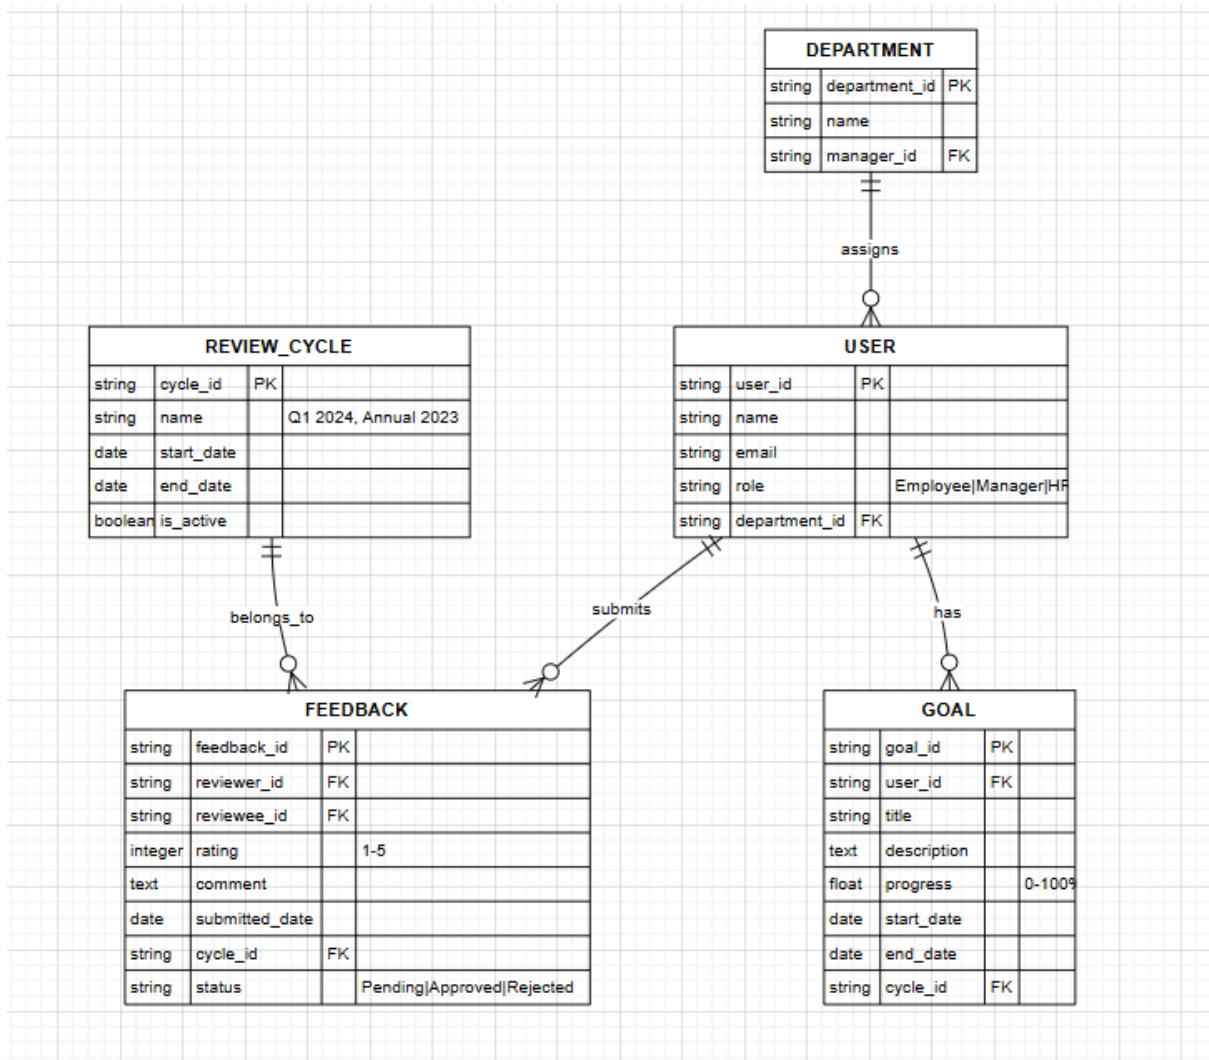 DEPARTMENT
string department_id PK
string name
string manager_id FK
assigns
REVIEW_CYCLE
string cycle_id PK
string name Q1 2024, Annual 2023
date start_date
date end_date
boolean is_active
USER
string user_id PK
string name
string email
string role Employee|Manager|HR
string department_id FK
belongs_to
submits
has
FEEDBACK
string feedback_id PK
string reviewer_id FK
string reviewee_id FK
integer rating 1-5
text comment
date submitted_date
string cycle_id FK
string status Pending|Approved|Rejected
GOAL
string goal_id PK
string user_id FK
string title
text description
float progress 0-100%
date start_date
date end_date
string cycle_id FK